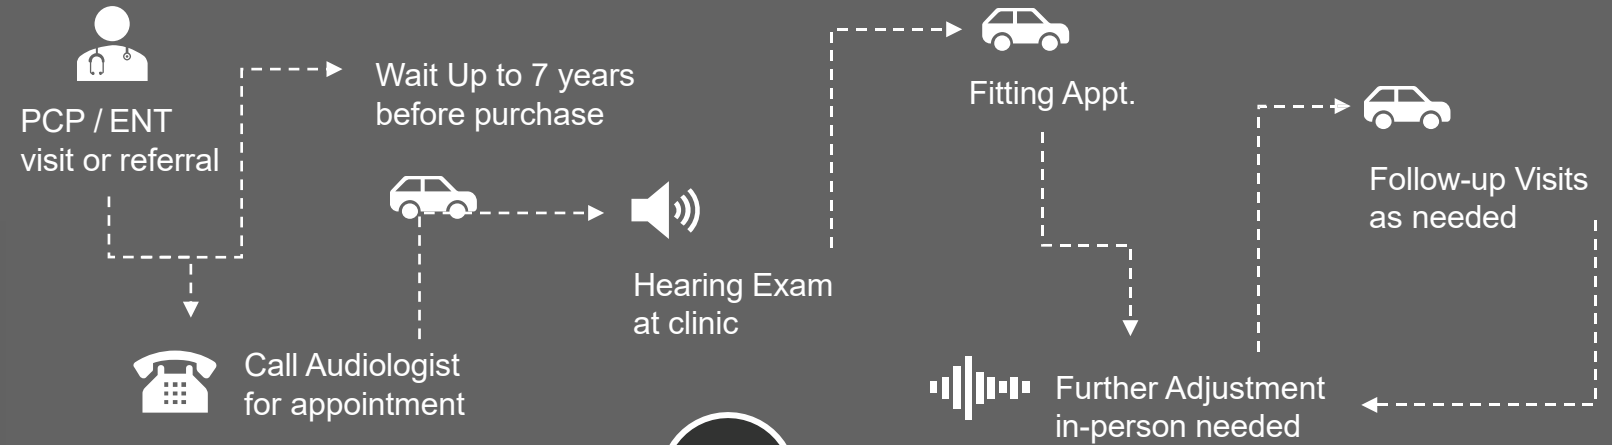 PCP / ENT
visit or referral
Wait Up to 7 years
before purchase
Call Audiologist
for appointment
Hearing Exam
at clinic
Fitting Appt.
Further Adjustment
in-person needed
Follow-up Visits
as needed